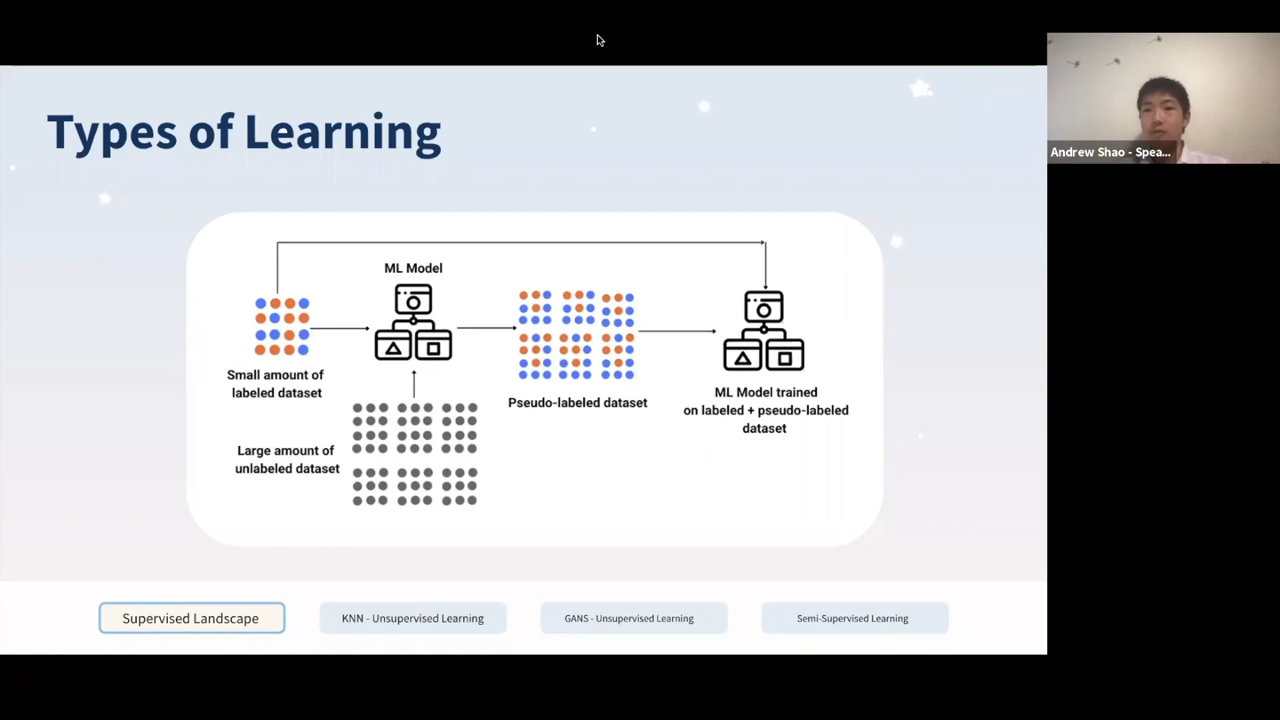 Types of Learning
Andrew Shao - Spea...
ML Model
Small amount of
labeled dataset
Large amount of
unlabeled dataset
Pseudo-labeled dataset
ML Model trained
on labeled + pseudo-labeled
dataset
Supervised Landscape
KNN - Unsupervised Learning
GANS - Unsupervised Learning
Semi-Supervised Learning